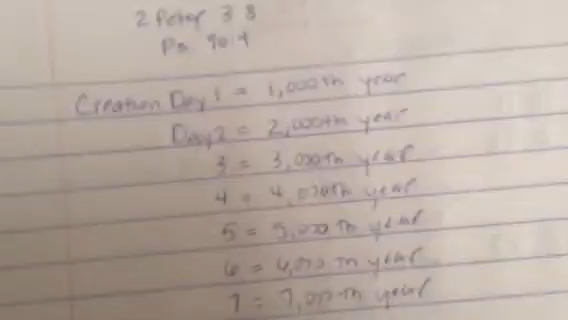 2 Peter 3 8
Ps. 90:4
Creation Day 1 = 1,000th year
Day 2 = 2,000th year
3 = 3,000th year
4 = 4,000th year
5 = 5,000th year
6 = 6,000th year
7 = 7,000th year